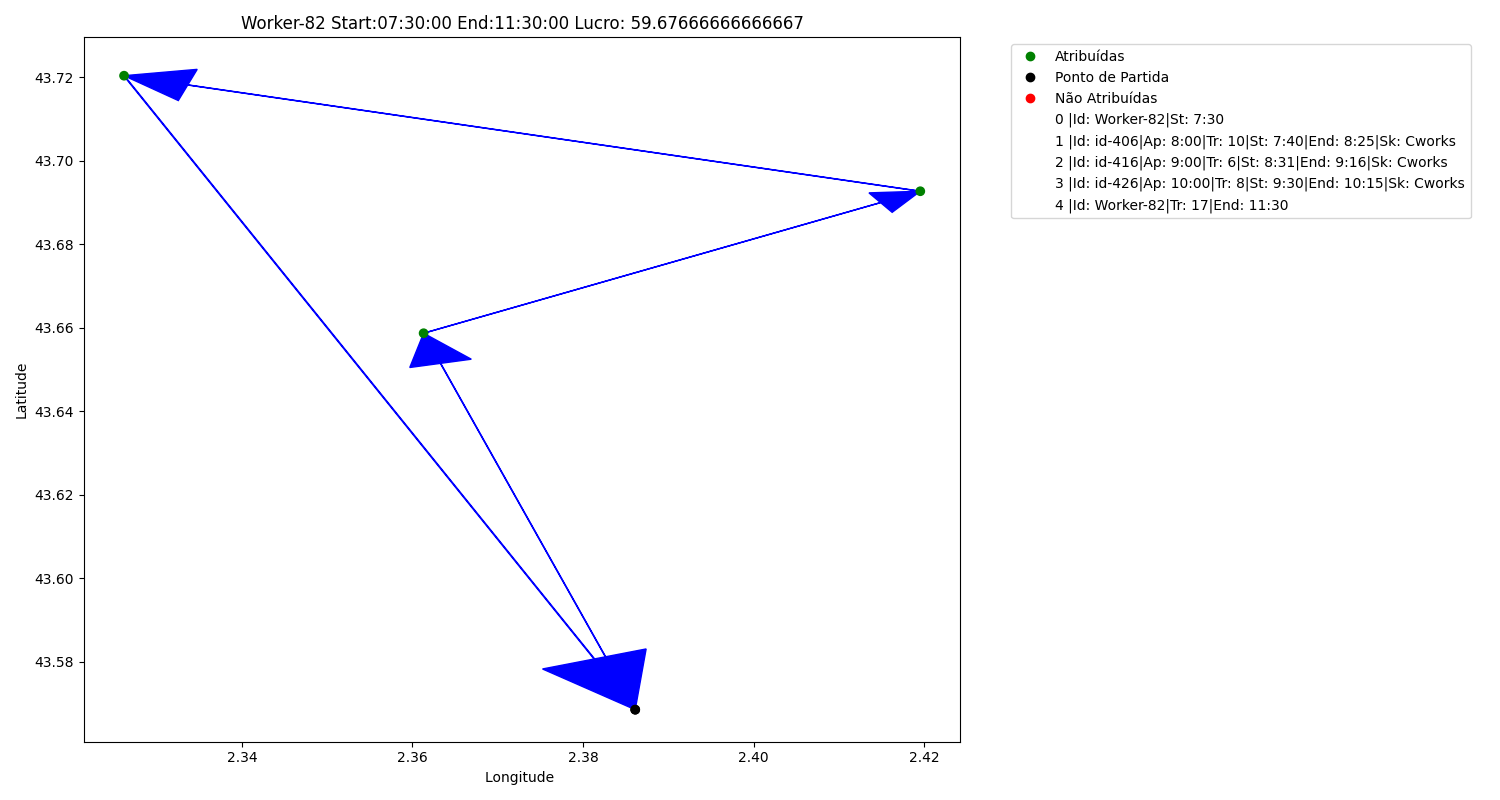 Worker-82 Start:07:30:00 End:11:30:00 Lucro: 59.67666666666667
43.72
43.70
43.68
43.66
43.64
43.62
43.60
43.58
Latitude
2.34
2.36
2.38
2.40
2.42
Longitude
Atribuídas
Ponto de Partida
Não Atribuídas
0 |Id: Worker-82|St: 7:30
1 |Id: id-406|Ap: 8:00|Tr: 10|St: 7:40|End: 8:25|Sk: Cworks
2 |Id: id-416|Ap: 9:00|Tr: 6|St: 8:31|End: 9:16|Sk: Cworks
3 |Id: id-426|Ap: 10:00|Tr: 8|St: 9:30|End: 10:15|Sk: Cworks
4 |Id: Worker-82|Tr: 17|End: 11:30